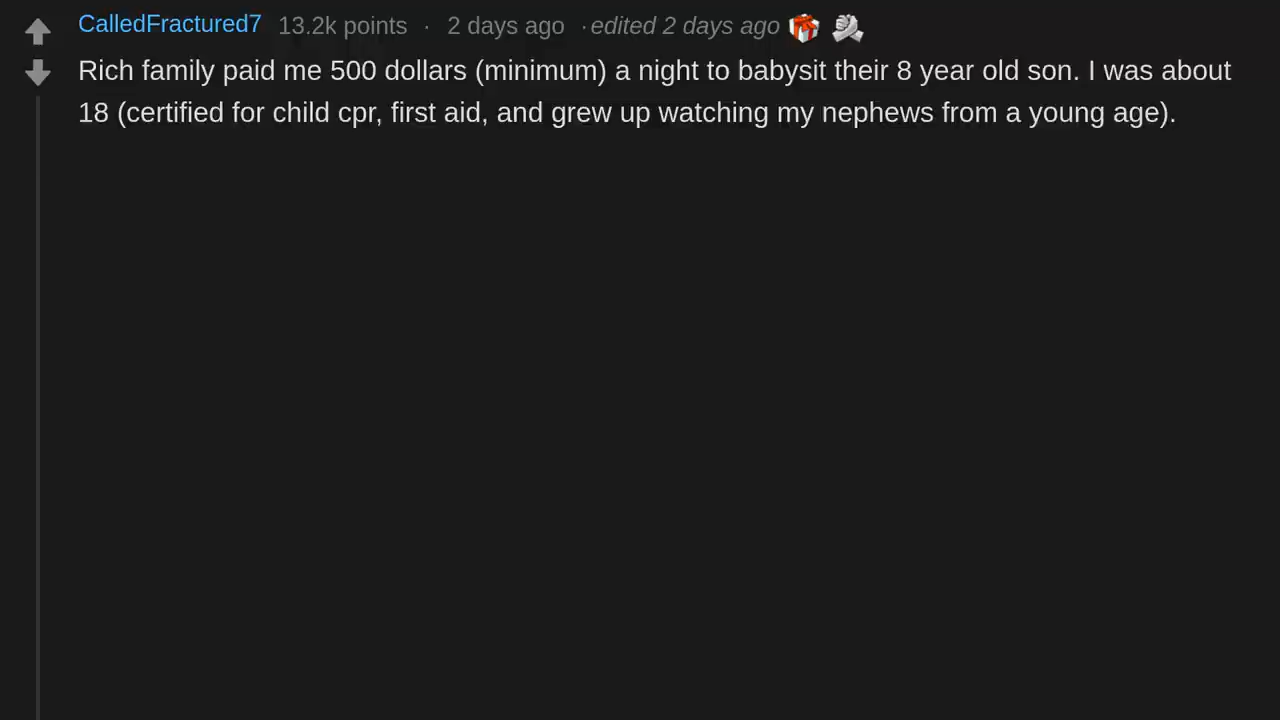 CalledFractured7 13.2k points · 2 days ago · edited 2 days ago
Rich family paid me 500 dollars (minimum) a night to babysit their 8 year old son. I was about
18 (certified for child cpr, first aid, and grew up watching my nephews from a young age).